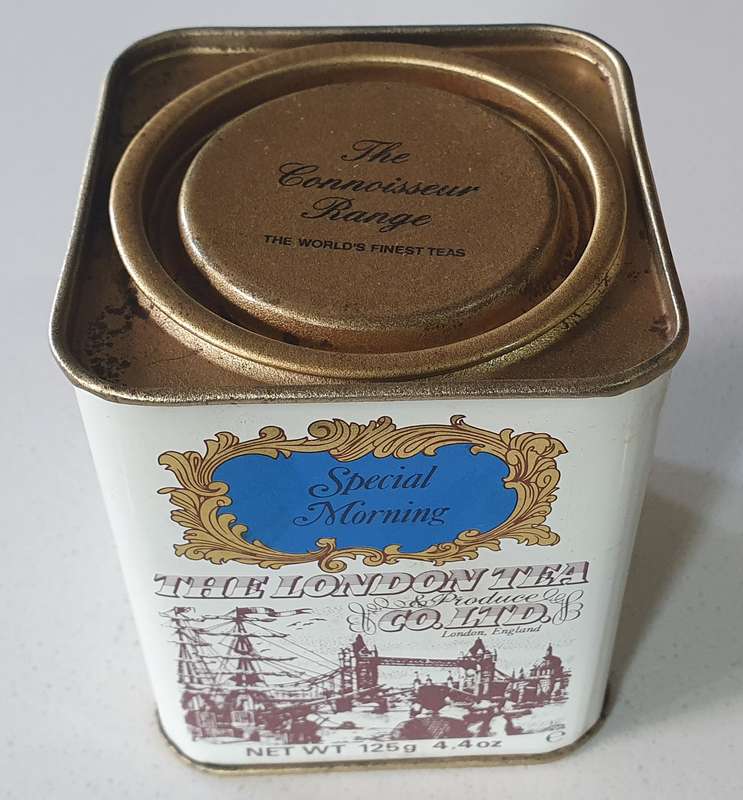 The
Connoisseur
Range
THE WORLD'S FINEST TEAS
Special
Morning
THE LONDON TEA
& Produce
CO. LTD.
London, England
NET WT 125g 4.4oz
℮